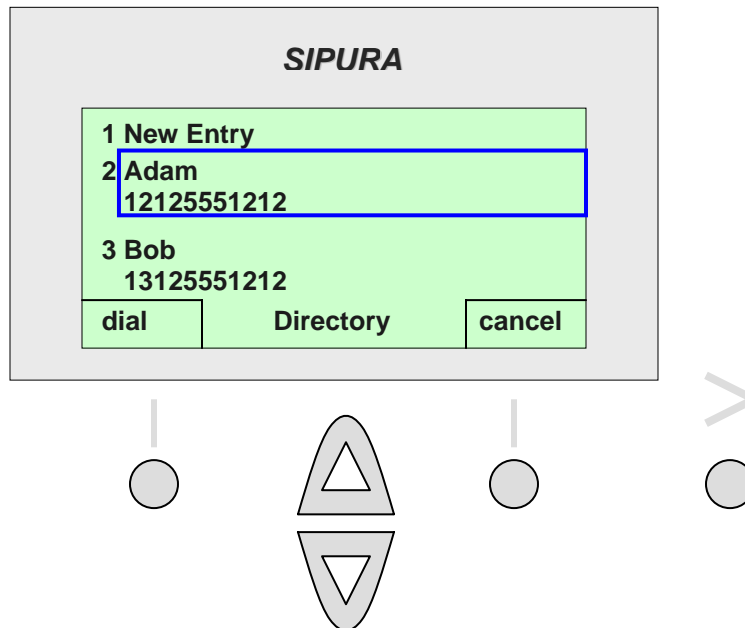 SIPURA
1 New Entry
2 Adam
12125551212
3 Bob
13125551212
dial Directory cancel